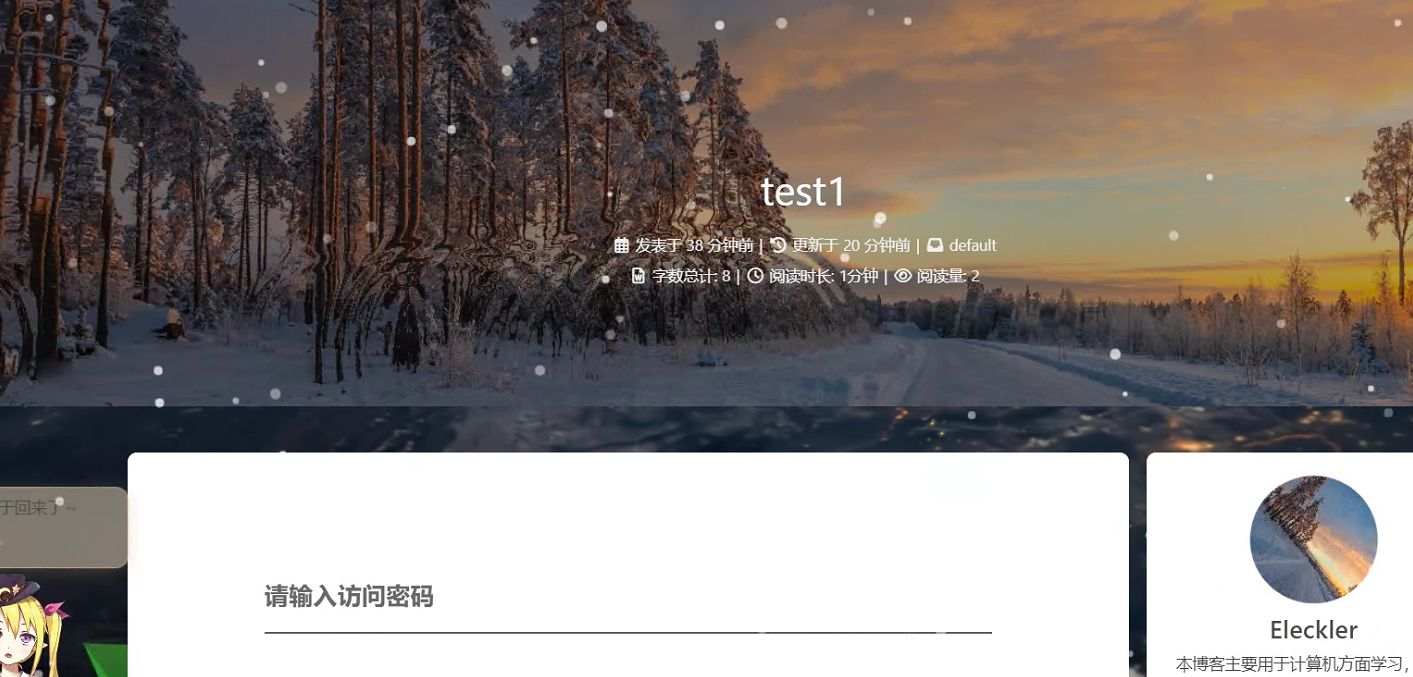 test1
发表于 38 分钟前 | 更新于 20 分钟前 | default
字数总计: 8 | 阅读时长: 1分钟 | 阅读量: 2
于回来了~
请输入访问密码
Eleckler
本博客主要用于计算机方面学习，